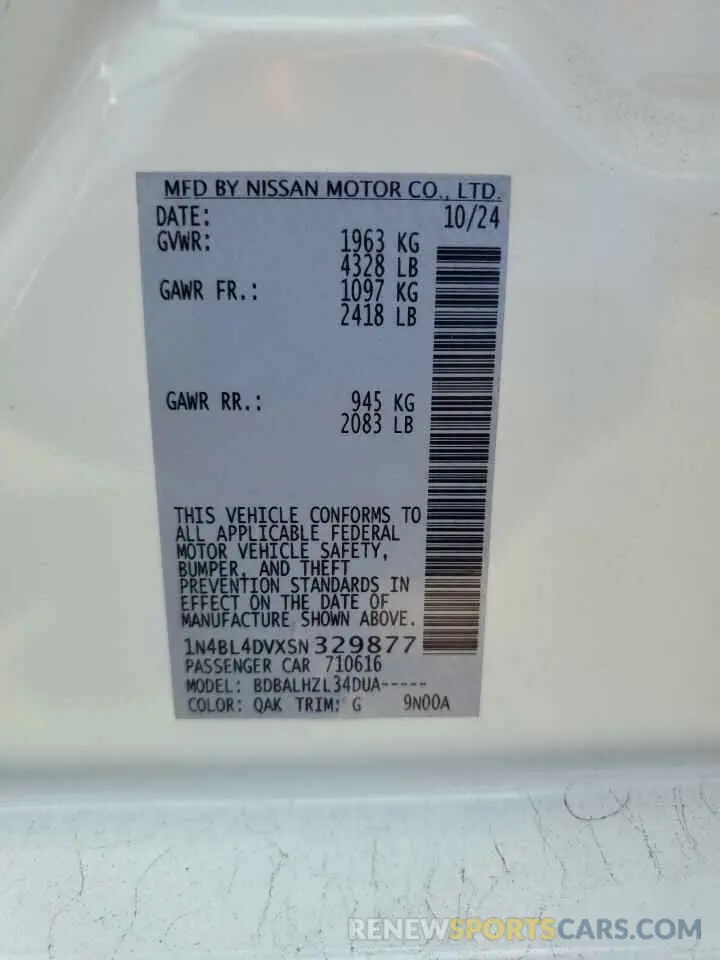 MFD BY NISSAN MOTOR CO., LTD.
DATE: 10/24
GVWR: 1963 KG
4328 LB
GAWR FR.: 1097 KG
2418 LB
GAWR RR.: 945 KG
2083 LB
THIS VEHICLE CONFORMS TO
ALL APPLICABLE FEDERAL
MOTOR VEHICLE SAFETY,
BUMPER, AND THEFT
PREVENTION STANDARDS IN
EFFECT ON THE DATE OF
MANUFACTURE SHOWN ABOVE.
1N4BL4DVXSN329877
PASSENGER CAR 710616
MODEL: BDBALHZL34DUA-----
COLOR: QAK TRIM: G 9N00A
RENEWSPORTSCARS.COM